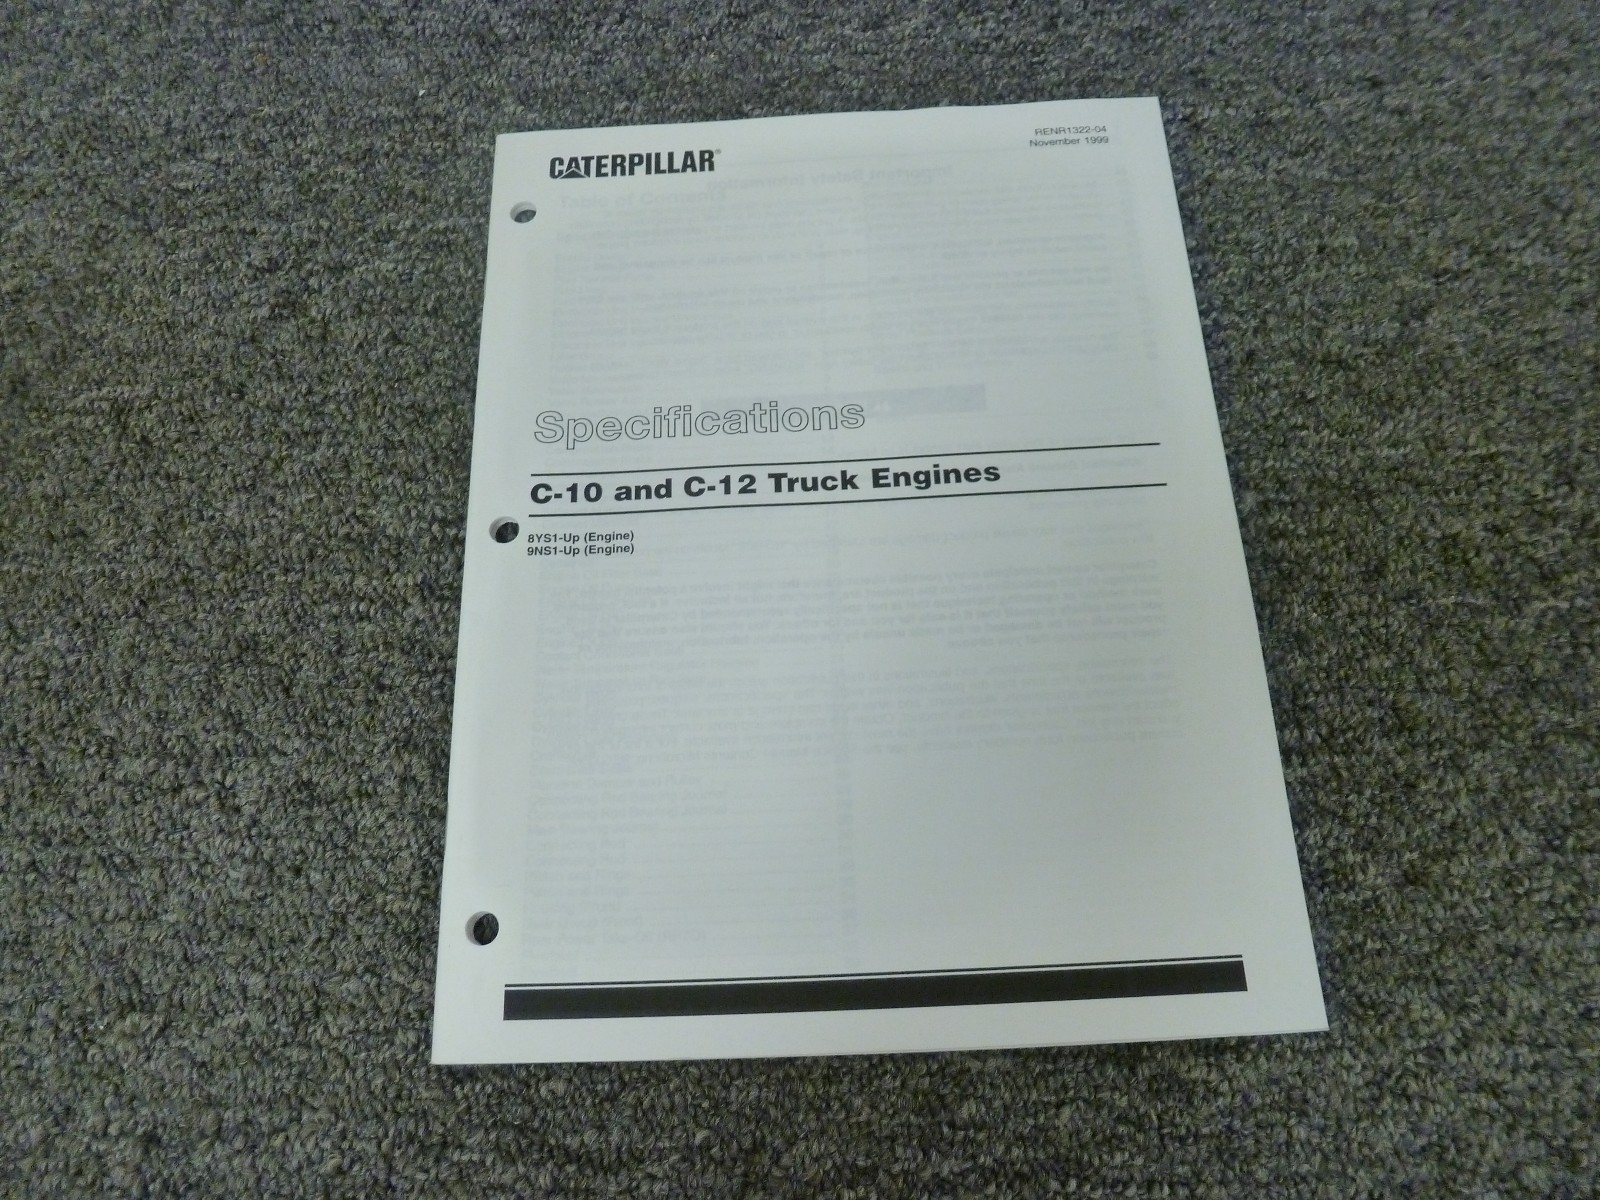 CATERPILLAR®
RENR1322-04
November 1999
Specifications
C-10 and C-12 Truck Engines
8YS1-Up (Engine)
9NS1-Up (Engine)